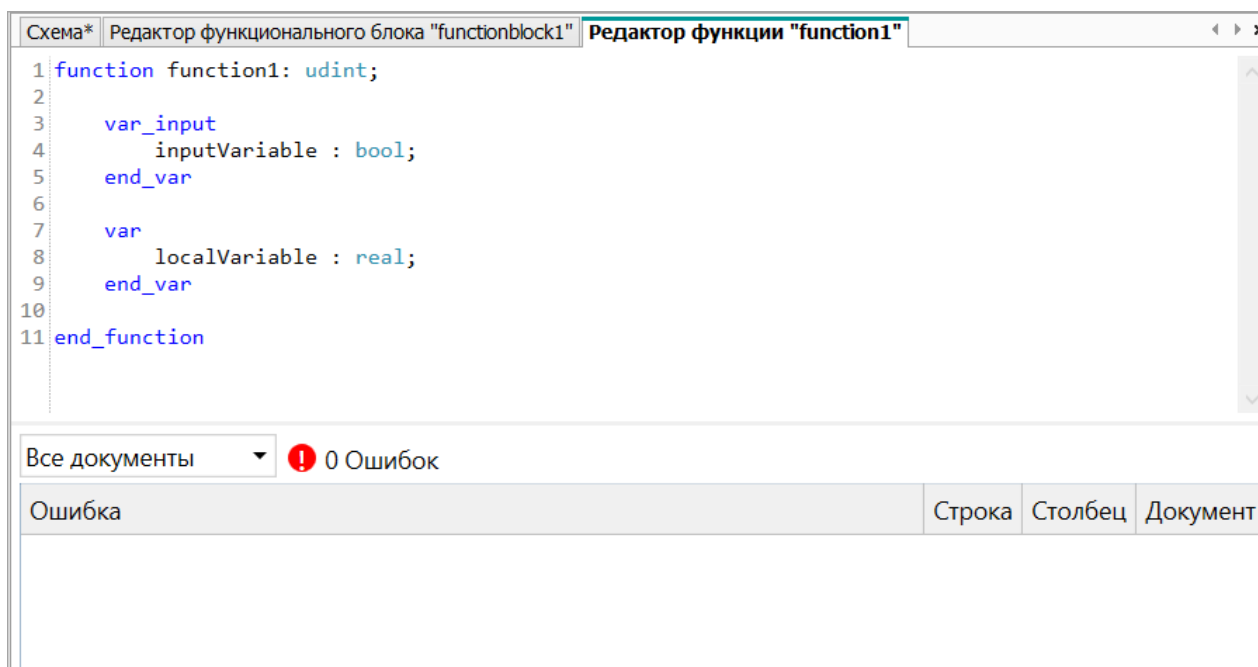 Схема* Редактор функционального блока "functionblock1" Редактор функции "function1"
1 function function1: udint;
2
3 var_input
4 inputVariable : bool;
5 end_var
6
7 var
8 localVariable : real;
9 end_var
10
11 end_function
Все документы 0 Ошибок
Ошибка Строка Столбец Документ